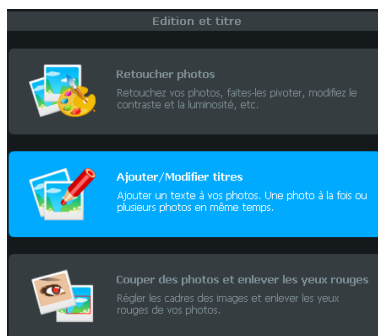 Edition et titre
Retoucher photos
Retouchez vos photos, faites-les pivoter, modifiez le
contraste et la luminosité, etc.
Ajouter/Modifier titres
Ajouter un texte à vos photos. Une photo à la fois ou
plusieurs photos en même temps.
Couper des photos et enlever les yeux rouges
Régler les cadres des images et enlever les yeux
rouges de vos photos.